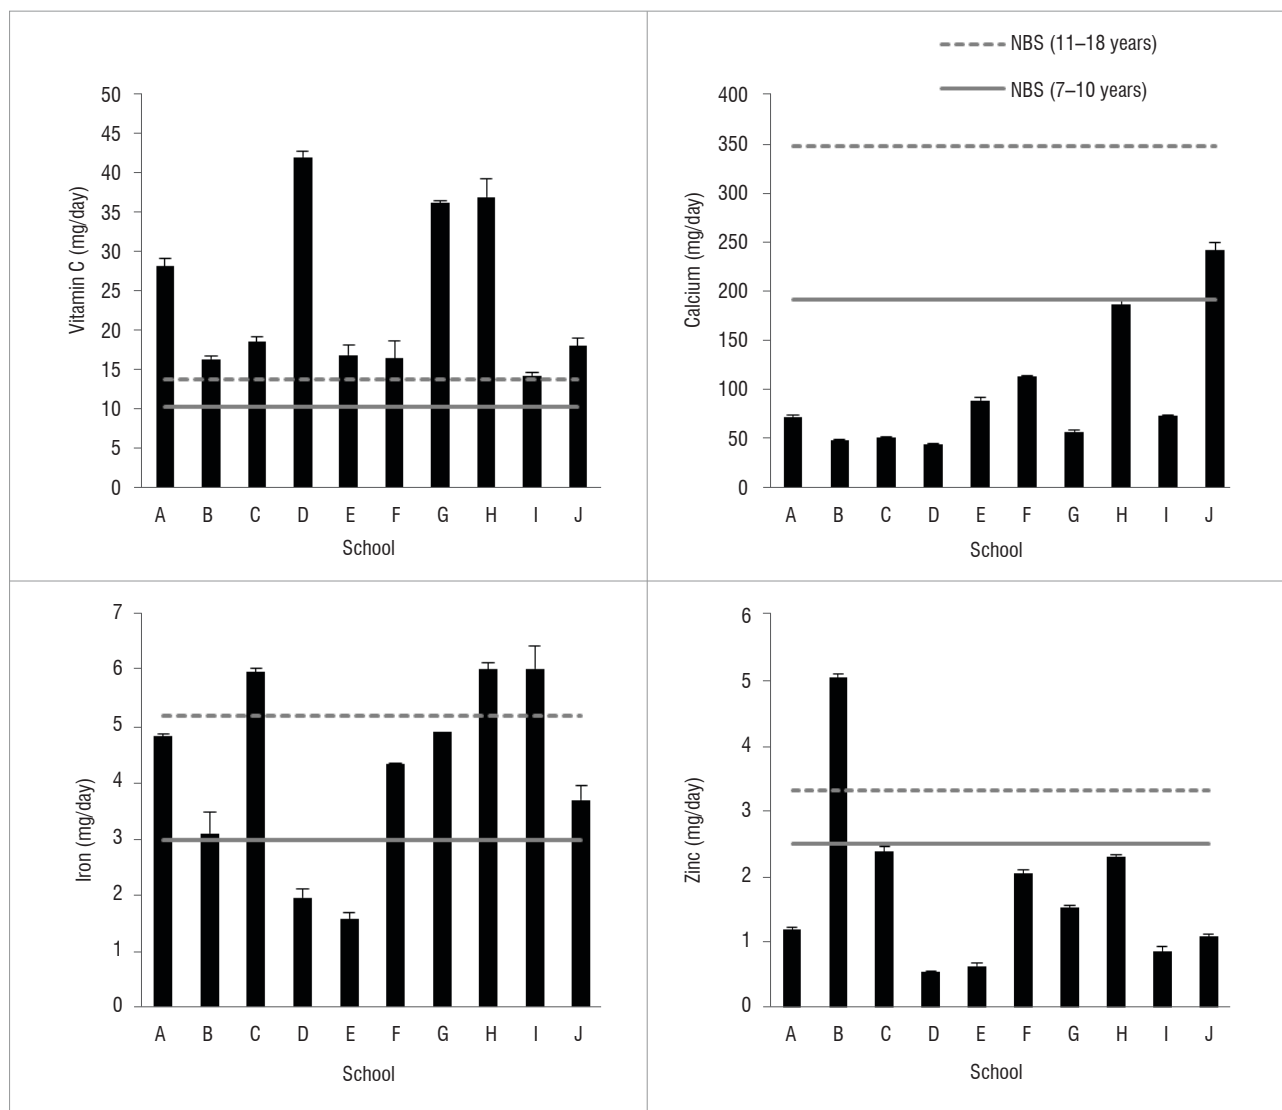 NBS (11–18 years)
NBS (7–10 years)
50
45
40
35
30
25
20
15
10
5
0
Vitamin C (mg/day)
A B C D E F G H I J
School
400
350
300
250
200
150
100
50
0
Calcium (mg/day)
A B C D E F G H I J
School
7
6
5
4
3
2
1
0
Iron (mg/day)
A B C D E F G H I J
School
6
5
4
3
2
1
0
Zinc (mg/day)
A B C D E F G H I J
School